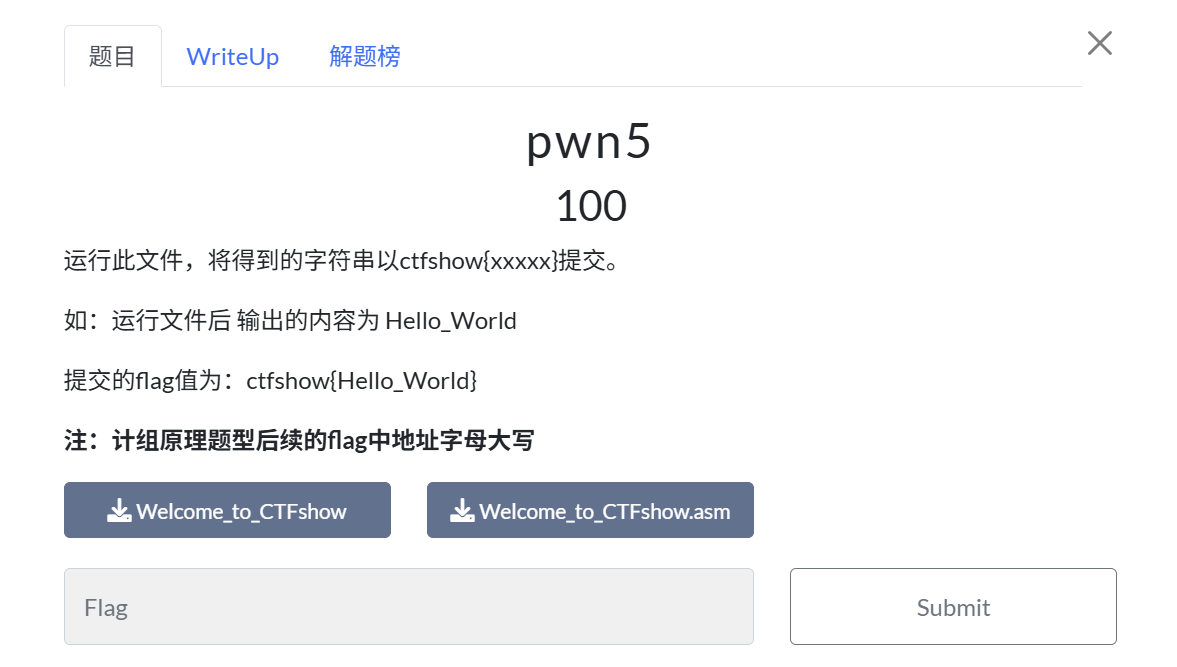 题目 WriteUp 解题榜
pwn5
100
运行此文件，将得到的字符串以ctfshow{xxxxx}提交。
如：运行文件后 输出的内容为 Hello_World
提交的flag值为：ctfshow{Hello_World}
注：计组原理题型后续的flag中地址字母大写
Welcome_to_CTFshow Welcome_to_CTFshow.asm
Flag Submit